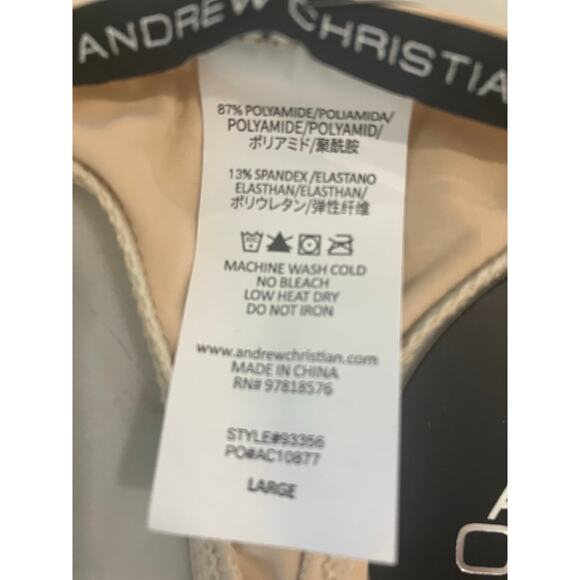 ANDREW CHRISTIA
87% POLYAMIDE/POLIAMIDA/
POLYAMIDE/POLYAMID/
ポリアミド/聚酰胺
13% SPANDEX/ELASTANO
ELASTHAN/ELASTHAN/
ポリウレタン/弹性纤维
MACHINE WASH COLD
NO BLEACH
LOW HEAT DRY
DO NOT IRON
www.andrewchristian.com
MADE IN CHINA
RN# 97818576
STYLE#93356
PO#AC10877
LARGE